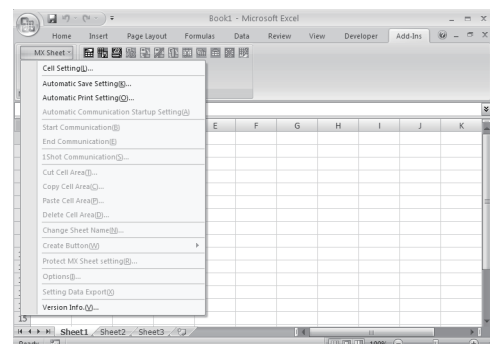 Book1 - Microsoft Excel
Home Insert Page Layout Formulas Data Review View Developer Add-Ins
MX Sheet
Cell Setting(L)...
Automatic Save Setting(K)...
Automatic Print Setting(O)...
Automatic Communication Startup Setting(A)
Start Communication(B)
End Communication(E)
1Shot Communication(S)...
Cut Cell Area(T)...
Copy Cell Area(C)...
Paste Cell Area(P)...
Delete Cell Area(D)...
Change Sheet Name(N)...
Create Button(W)
Protect MX Sheet setting(R)...
Options(I)...
Setting Data Export(X)
Version Info.(V)...
E F G H I J K
15
Sheet1 Sheet2 Sheet3
Ready 100%